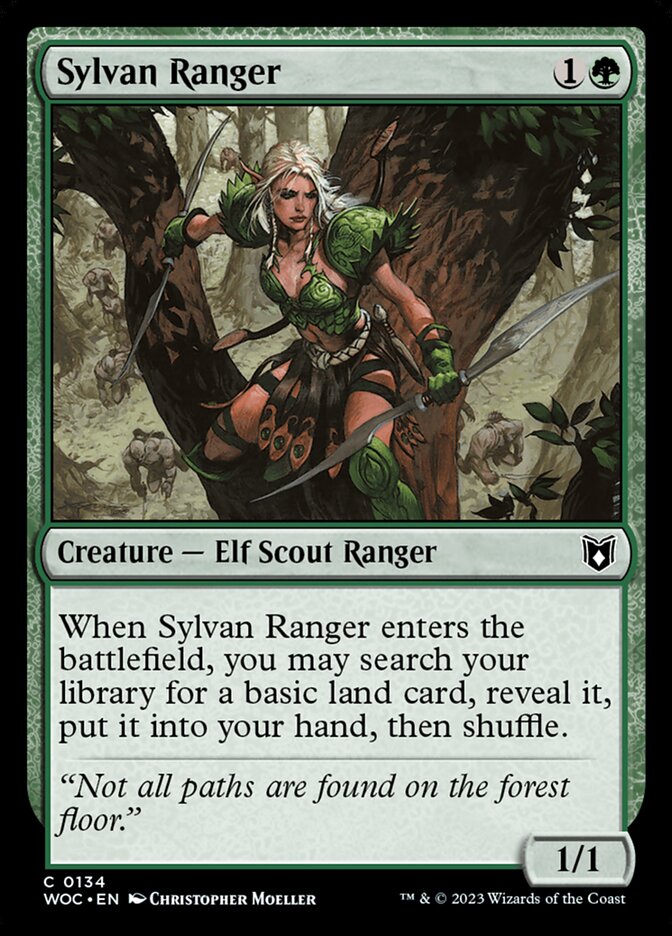 Sylvan Ranger 1
Creature — Elf Scout Ranger
When Sylvan Ranger enters the
battlefield, you may search your
library for a basic land card, reveal it,
put it into your hand, then shuffle.
“Not all paths are found on the forest
floor.”
1/1
C 0134
WOC • EN Christopher Moeller
™ & © 2023 Wizards of the Coast